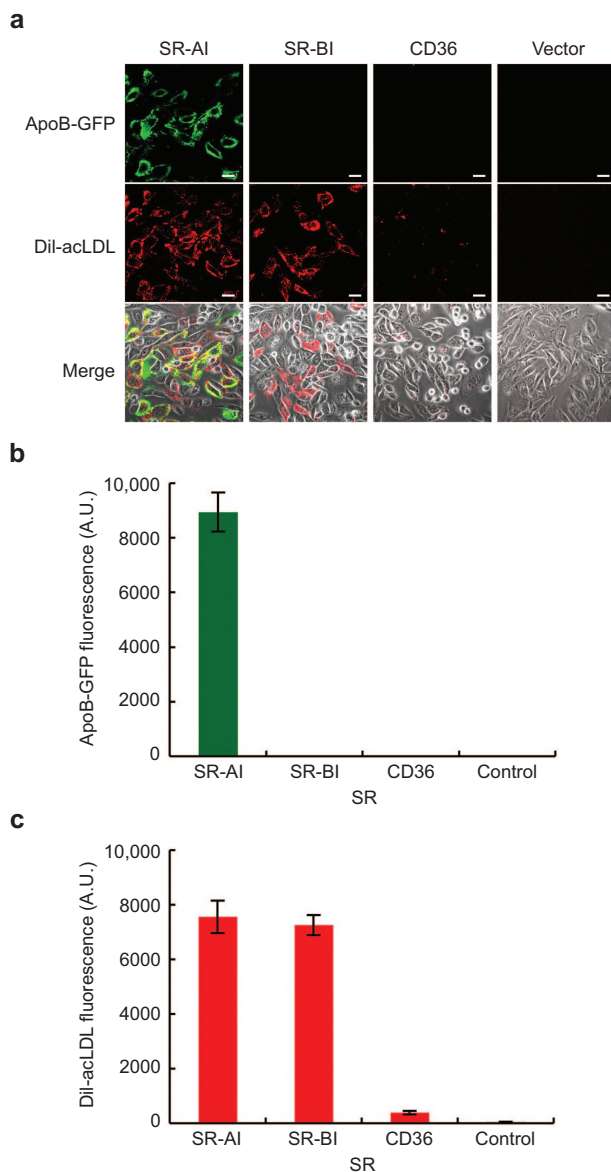 a
SR-AI SR-BI CD36 Vector
ApoB-GFP
Dil-acLDL
Merge
b
10,000
8000
6000
4000
2000
0
ApoB-GFP fluorescence (A.U.)
SR-AI SR-BI CD36 Control
SR
c
10,000
8000
6000
4000
2000
0
Dil-acLDL fluorescence (A.U.)
SR-AI SR-BI CD36 Control
SR